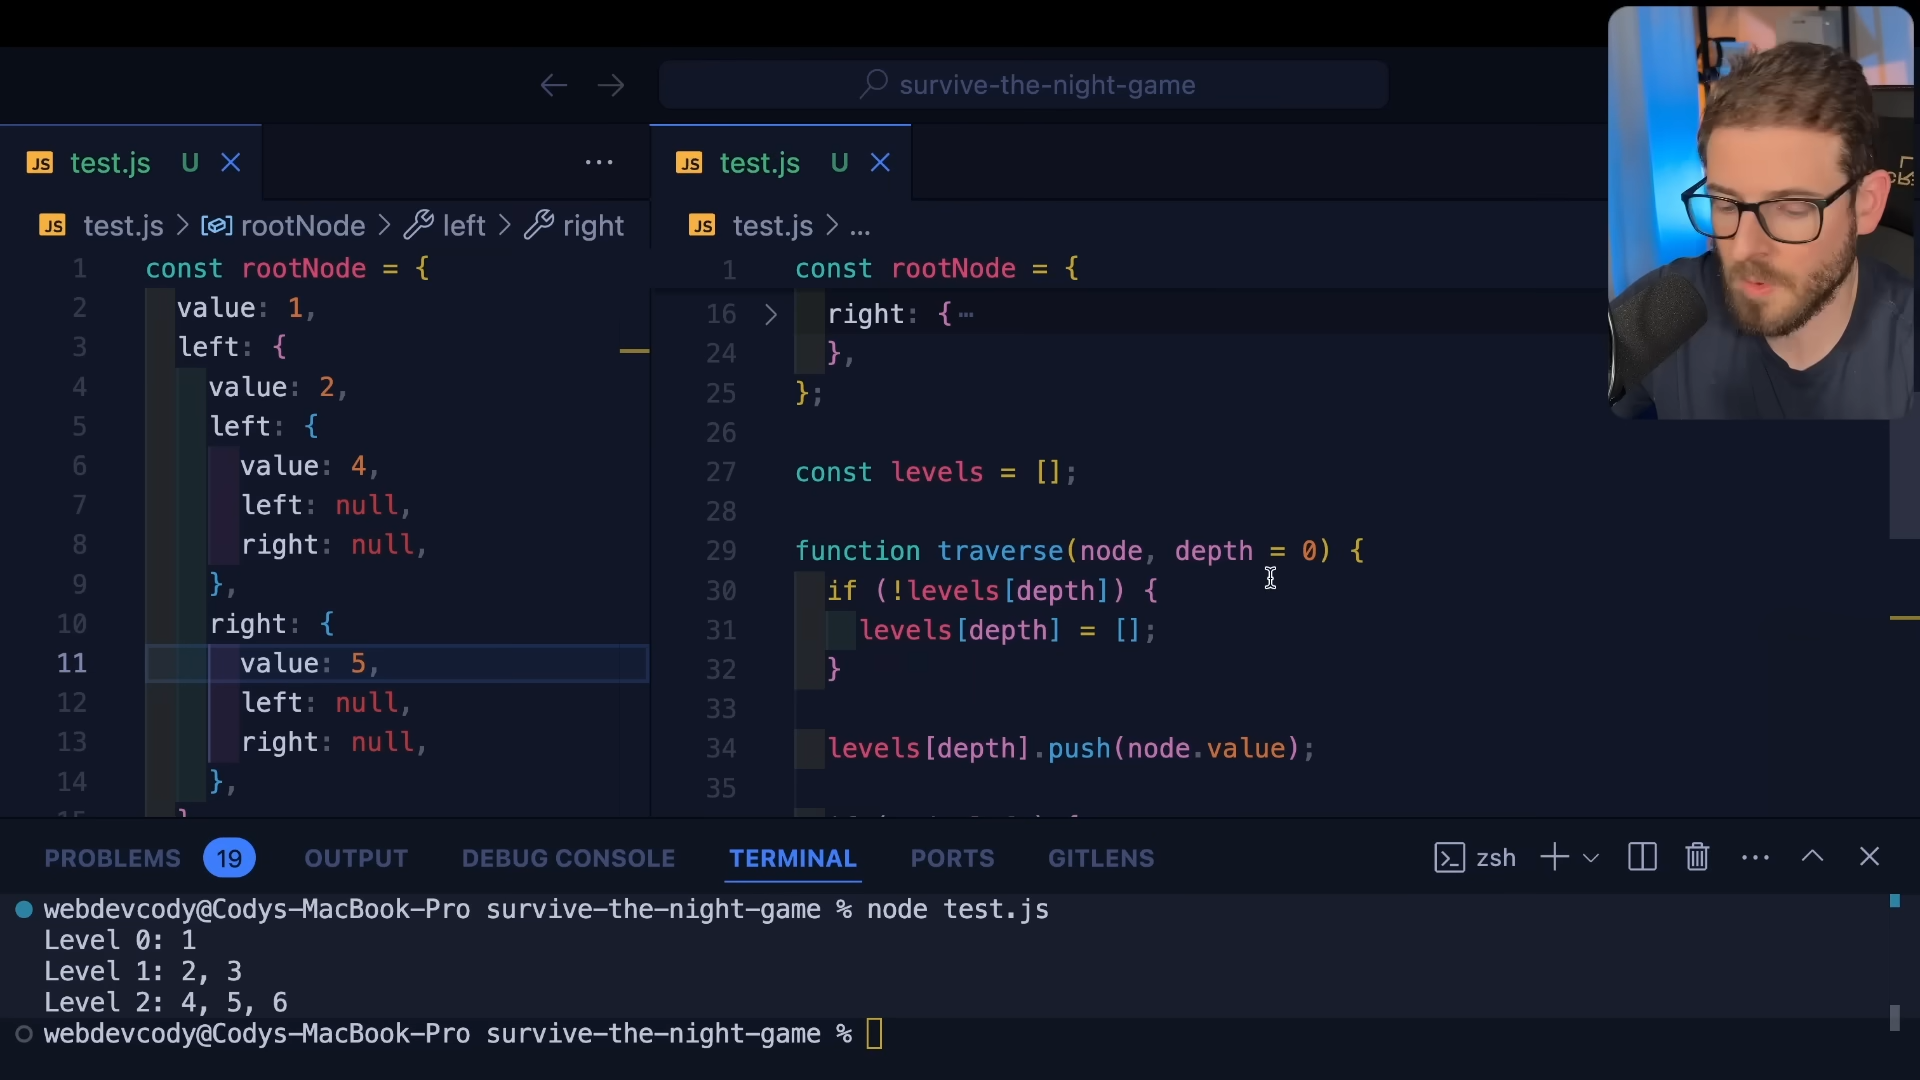 survive-the-night-game
JS test.js U
...
JS test.js U
JS test.js > rootNode > left > right
JS test.js > ...
1 const rootNode = {
2 value: 1,
3 left: {
4 value: 2,
5 left: {
6 value: 4,
7 left: null,
8 right: null,
9 },
10 right: {
11 value: 5,
12 left: null,
13 right: null,
14 },
1 const rootNode = {
16 > right: { ...
24 },
25 };
26
27 const levels = [];
28
29 function traverse(node, depth = 0) {
30 if (!levels[depth]) {
31 levels[depth] = [];
32 }
33
34 levels[depth].push(node.value);
35
PROBLEMS 19 OUTPUT DEBUG CONSOLE TERMINAL PORTS GITLENS zsh
webdevcody@Codys-MacBook-Pro survive-the-night-game % node test.js
Level 0: 1
Level 1: 2, 3
Level 2: 4, 5, 6
webdevcody@Codys-MacBook-Pro survive-the-night-game %